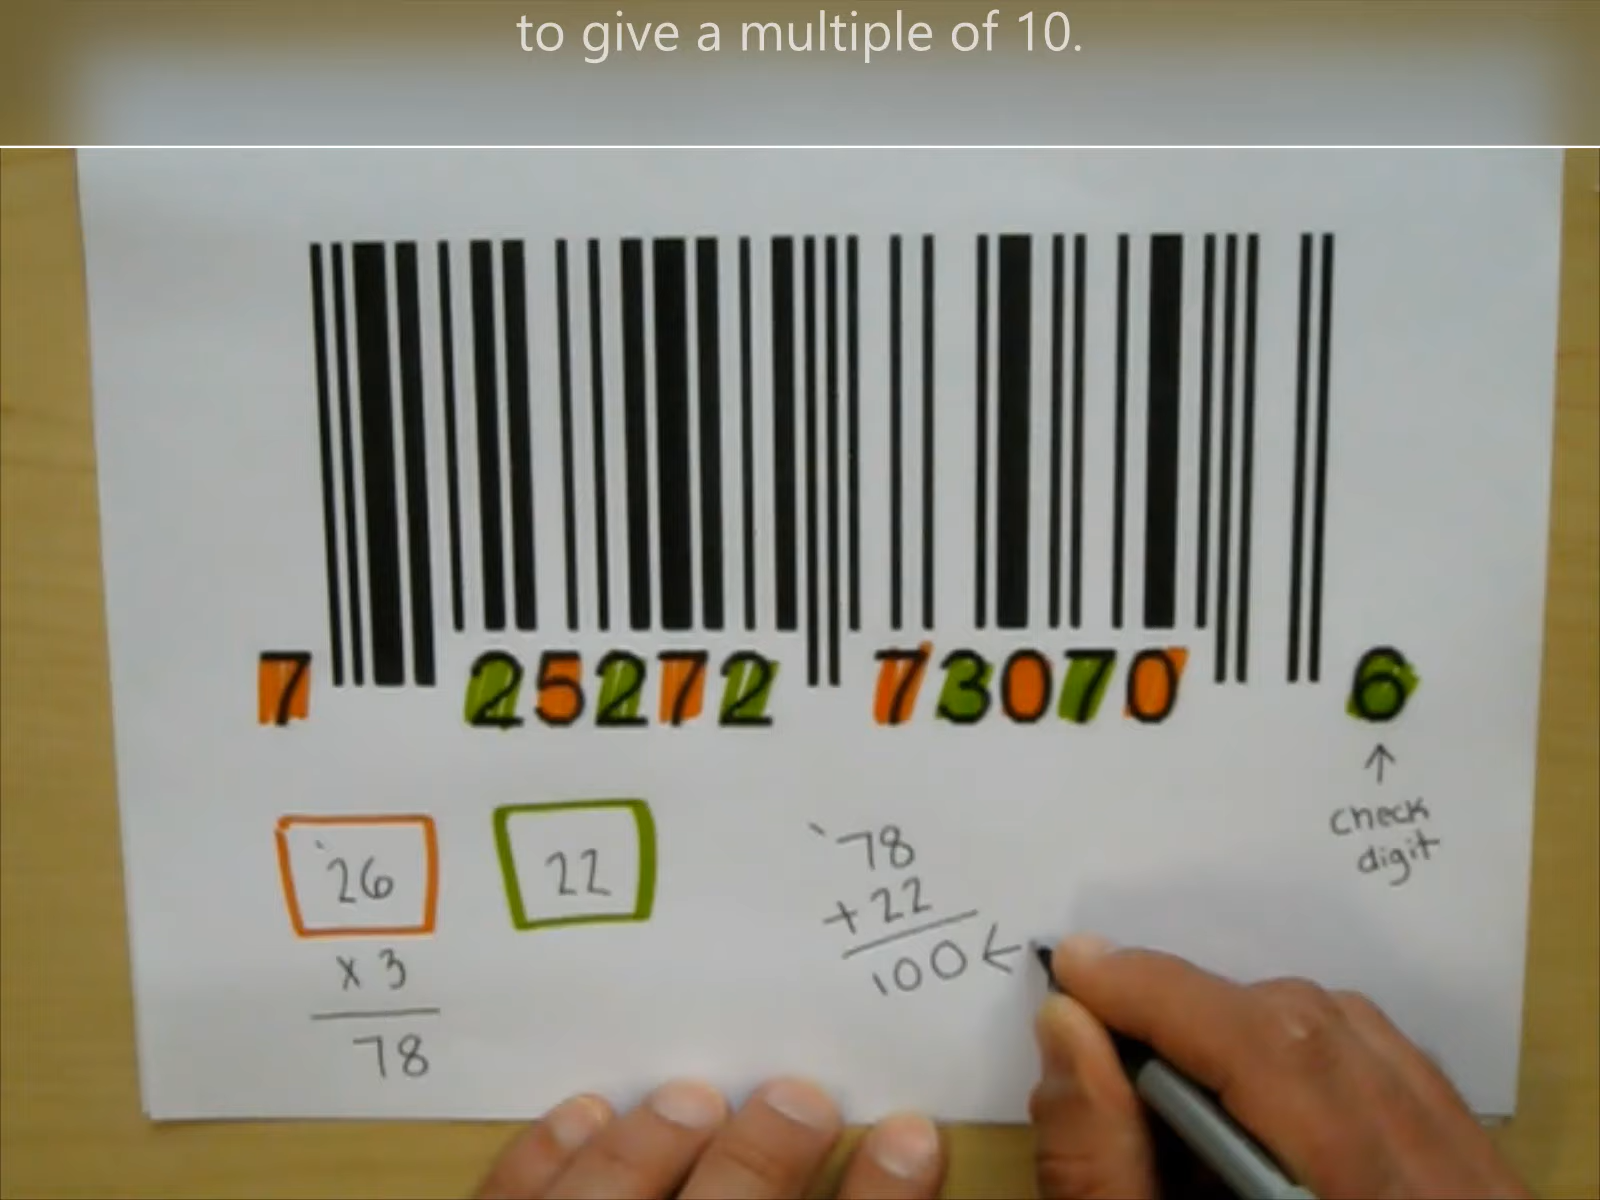 to give a multiple of 10.
7 25272 73070 6
check
digit
26
x 3
78
22
78
+ 22
100